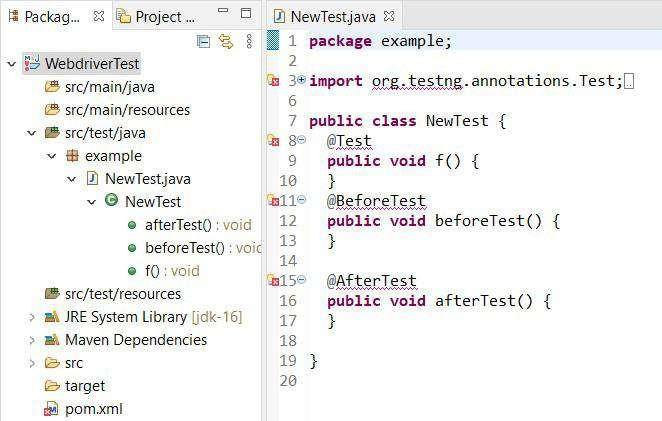 Packag...
Project ...
WebdriverTest
src/main/java
src/main/resources
src/test/java
example
NewTest.java
NewTest
afterTest() : void
beforeTest() : void
f() : void
src/test/resources
JRE System Library [jdk-16]
Maven Dependencies
src
target
pom.xml
NewTest.java
1 package example;
2
3 import org.testng.annotations.Test;
6
7 public class NewTest {
8 @Test
9 public void f() {
10 }
11 @BeforeTest
12 public void beforeTest() {
13 }
14
15 @AfterTest
16 public void afterTest() {
17 }
18
19 }
20